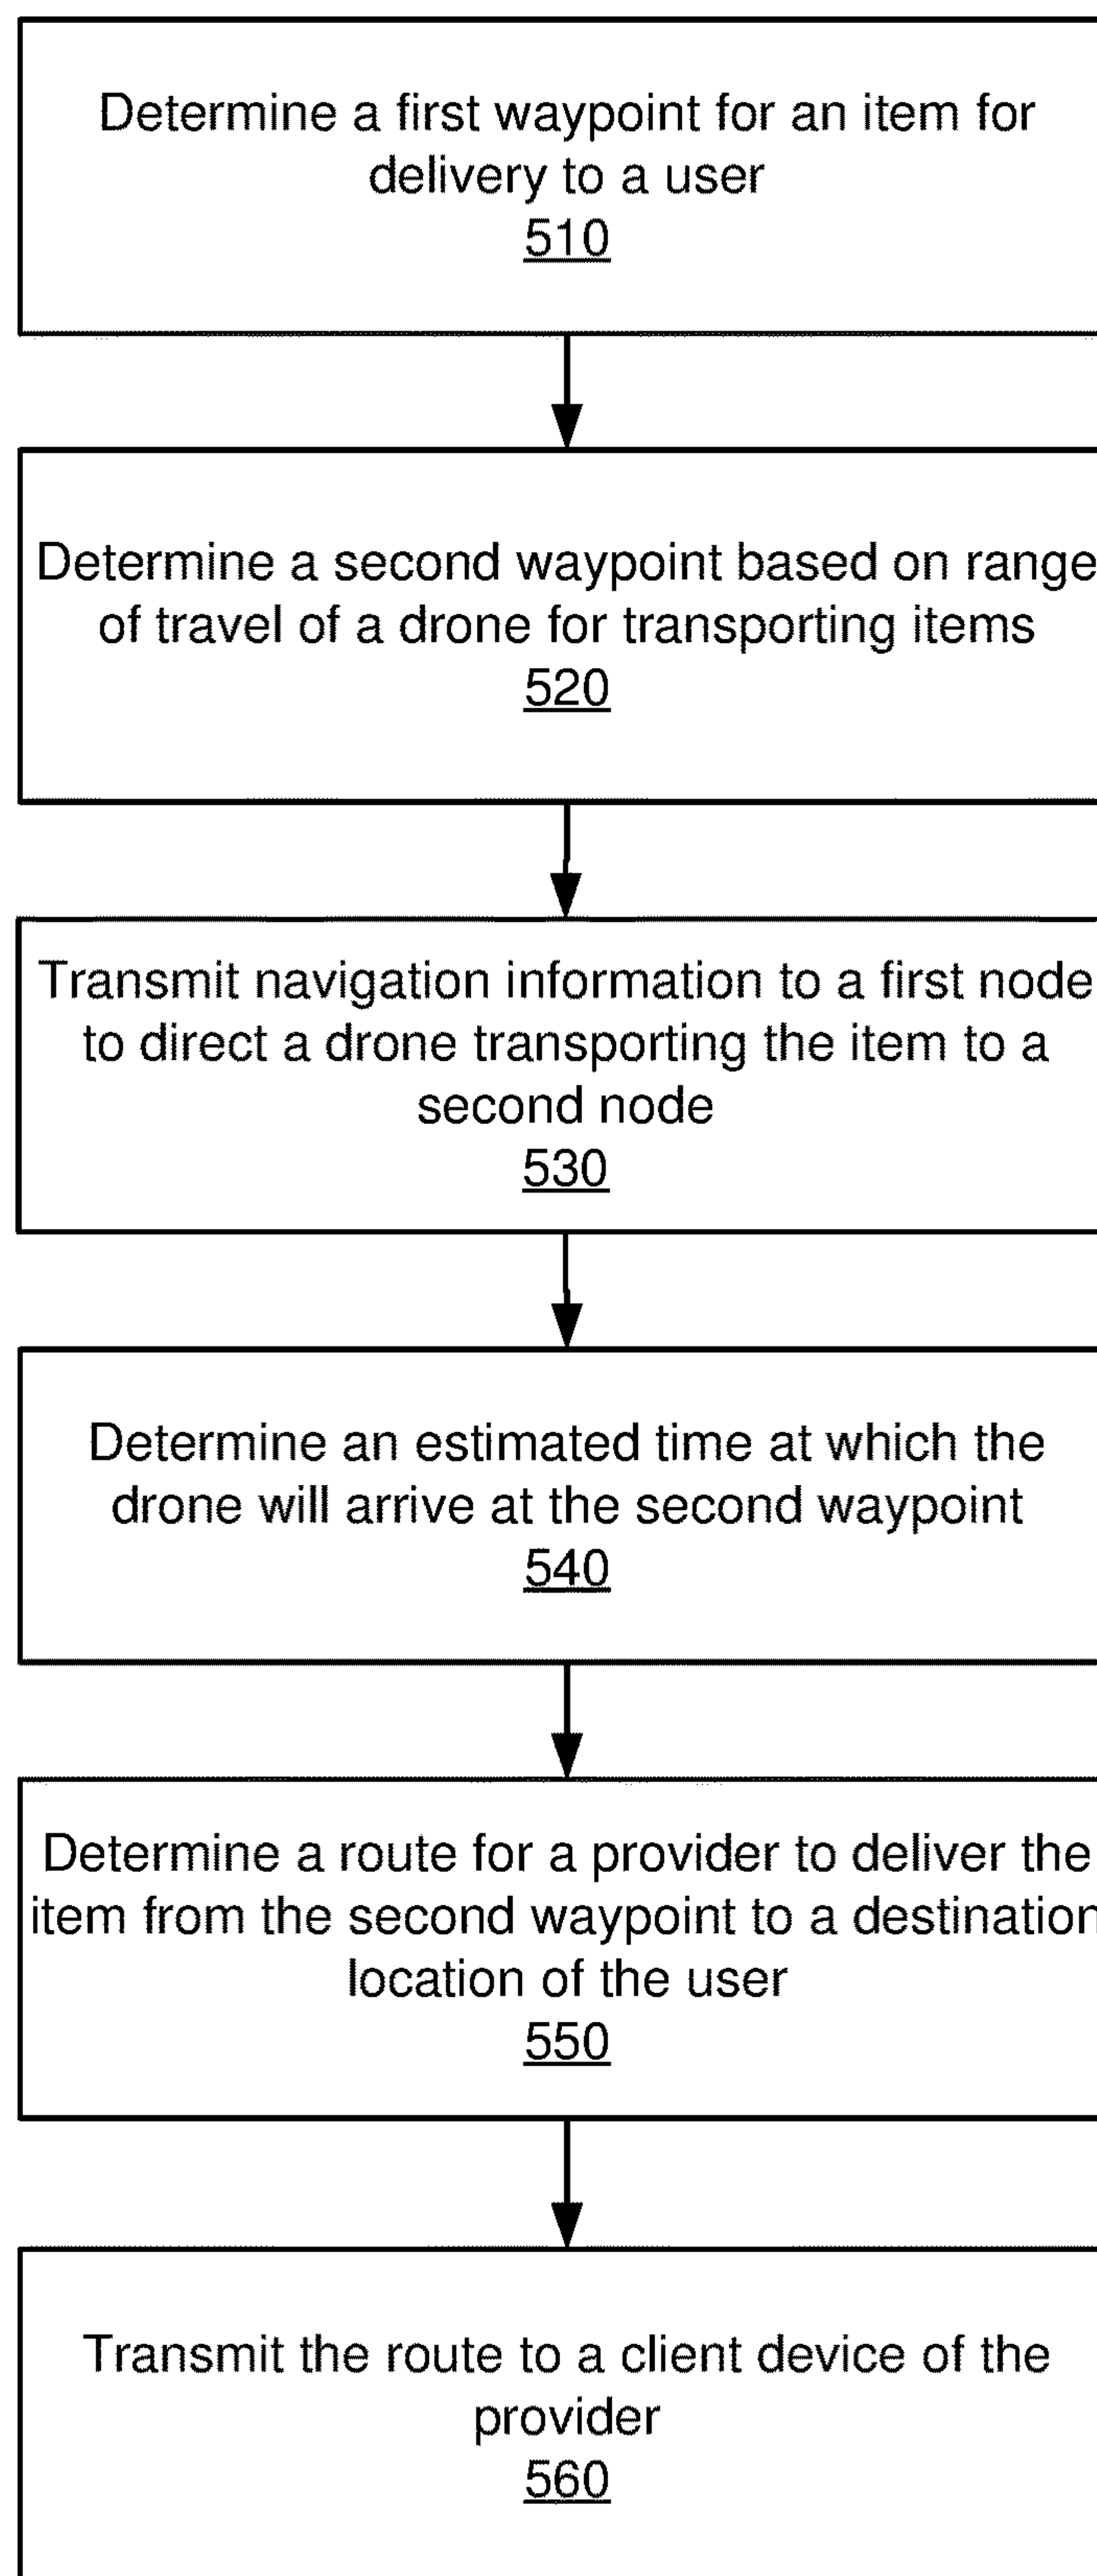 Determine a first waypoint for an item for
delivery to a user
510
Determine a second waypoint based on range
of travel of a drone for transporting items
520
Transmit navigation information to a first node
to direct a drone transporting the item to a
second node
530
Determine an estimated time at which the
drone will arrive at the second waypoint
540
Determine a route for a provider to deliver the
item from the second waypoint to a destination
location of the user
550
Transmit the route to a client device of the
provider
560